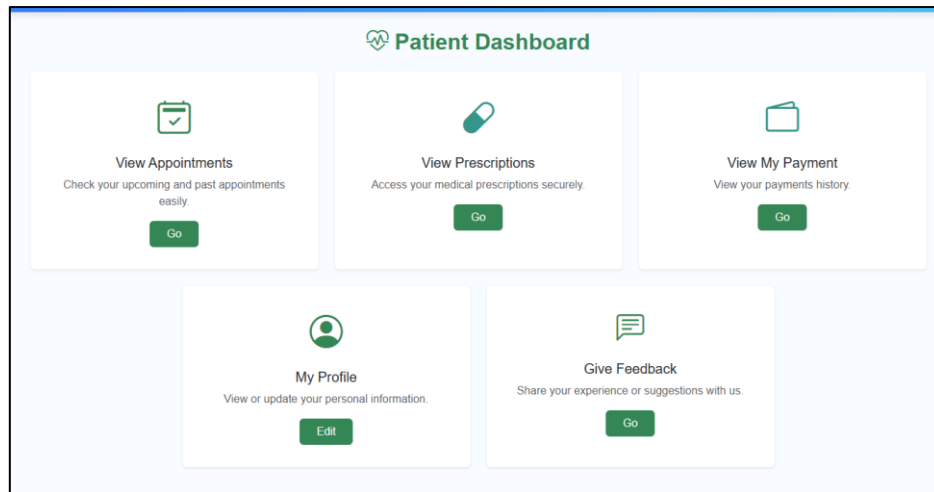 Patient Dashboard
View Appointments
Check your upcoming and past appointments
easily.
Go
View Prescriptions
Access your medical prescriptions securely.
Go
View My Payment
View your payments history.
Go
My Profile
View or update your personal information.
Edit
Give Feedback
Share your experience or suggestions with us.
Go